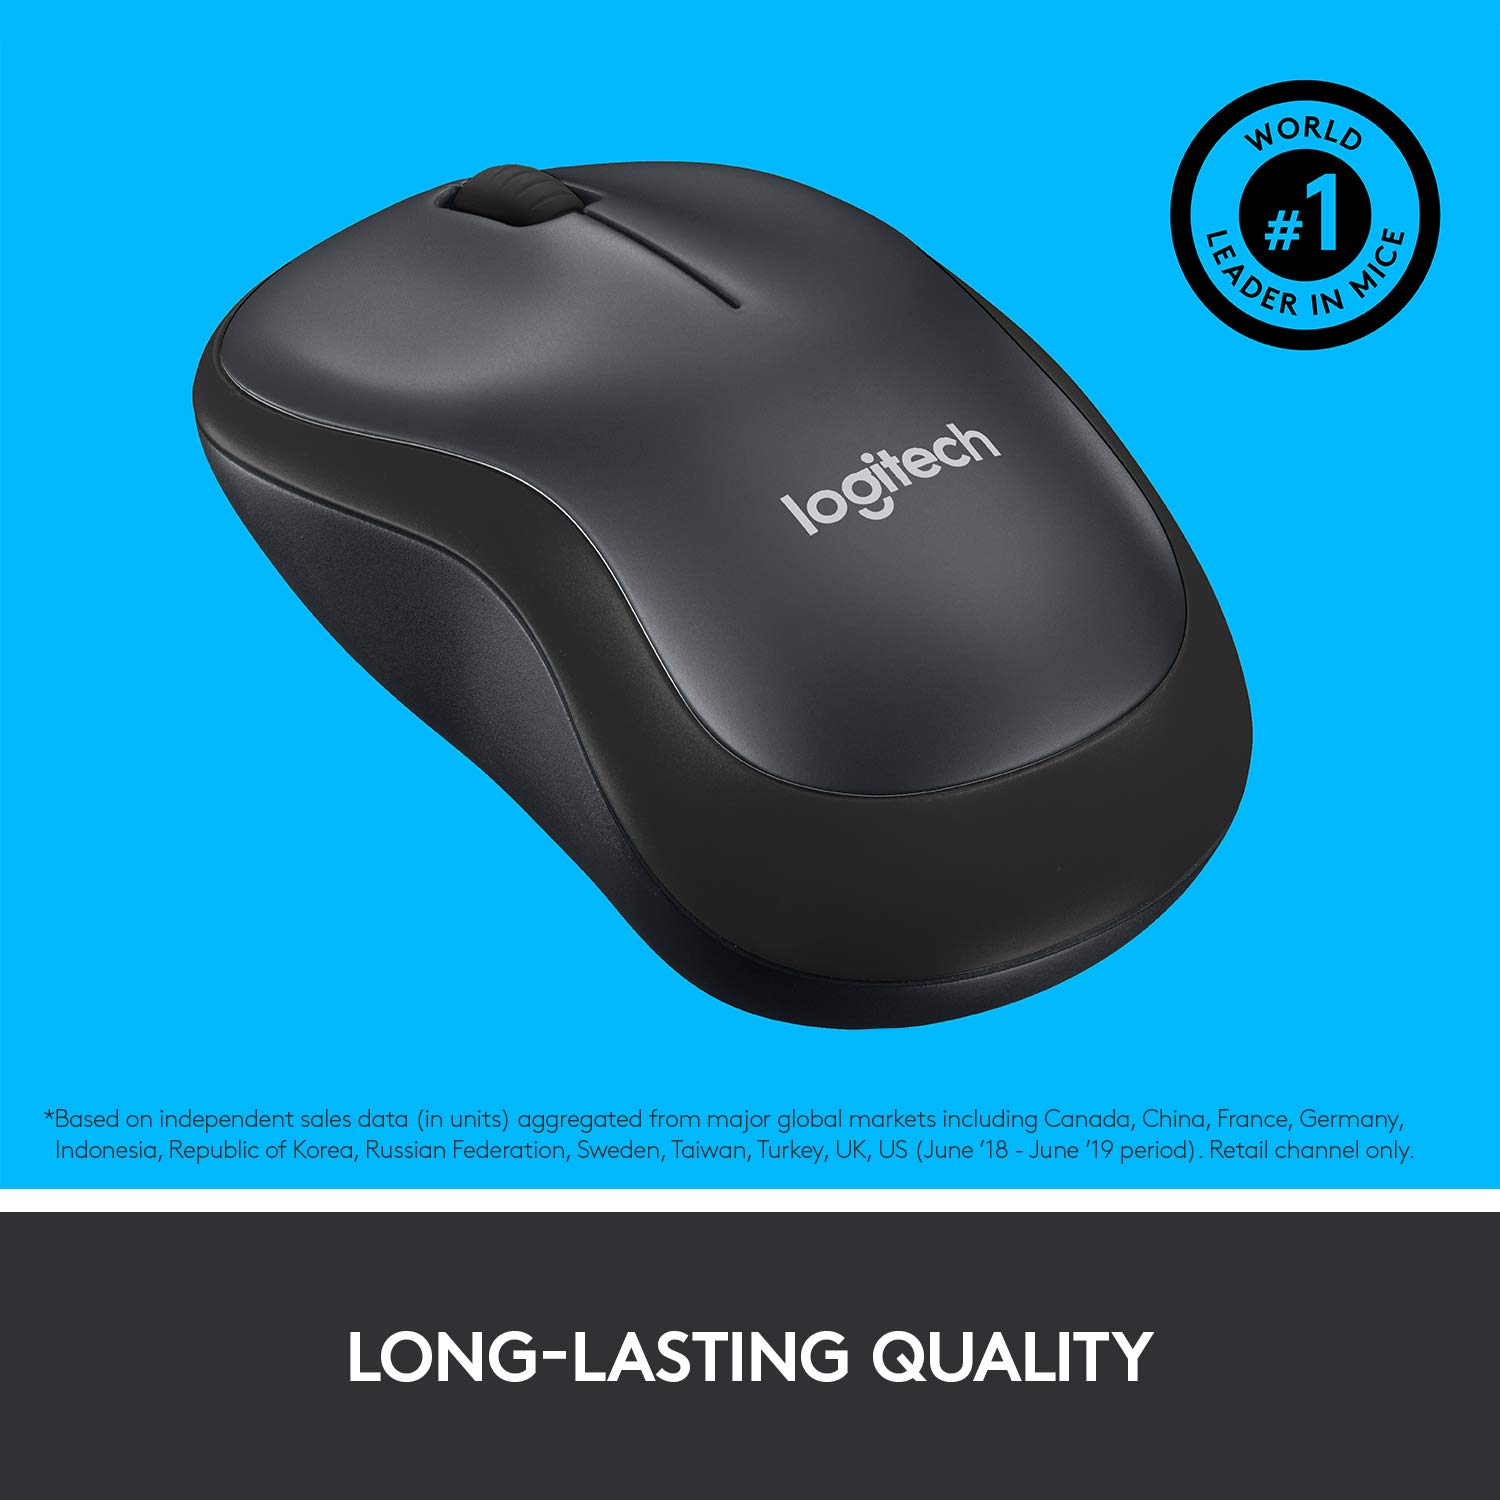 WORLD
#1
LEADER IN MICE
logitech
*Based on independent sales data (in units) aggregated from major global markets including Canada, China, France, Germany,
Indonesia, Republic of Korea, Russian Federation, Sweden, Taiwan, Turkey, UK, US (June '18 - June '19 period). Retail channel only.
LONG-LASTING QUALITY